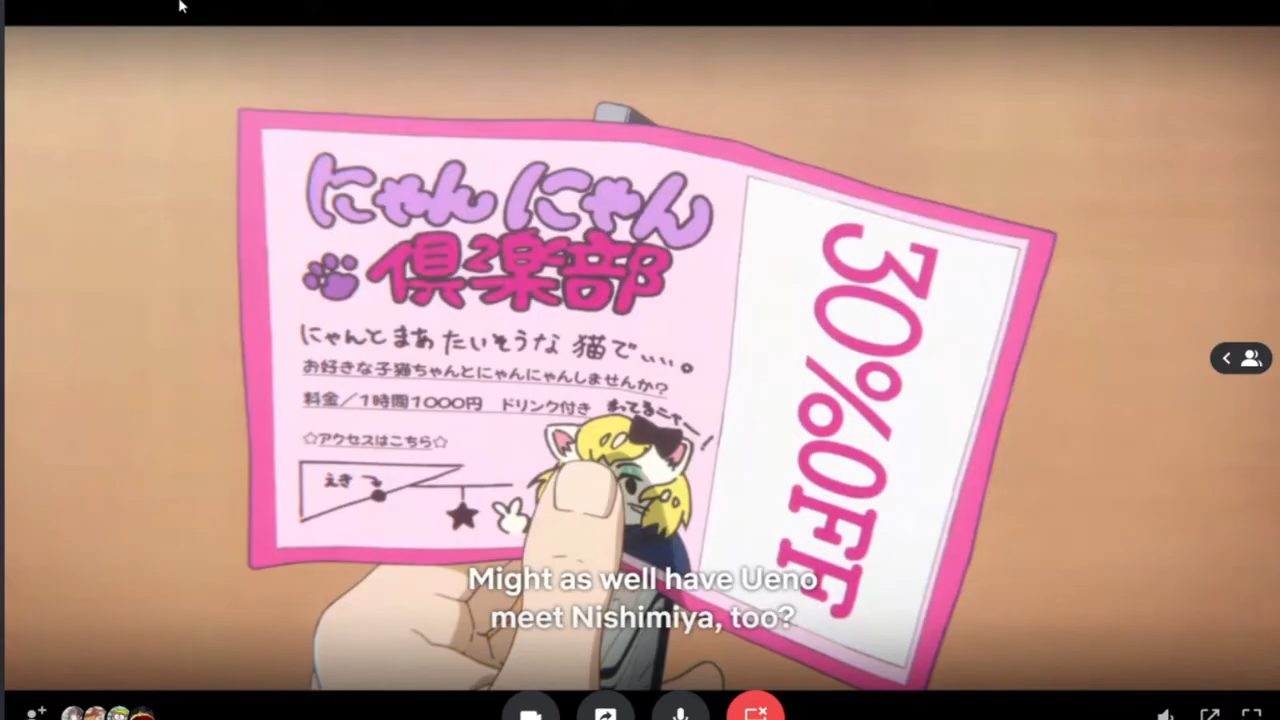 にゃんにゃん
倶楽部
にゃんとまあたいそうな猫で、、、、。
お好きな子猫ちゃんとにゃんにゃんしませんか?
料金/1時間1000円 ドリンク付き
まってるニャー!
☆アクセスはこちら☆
えき
30%OFF
Might as well have Ueno
meet Nishimiya, too?